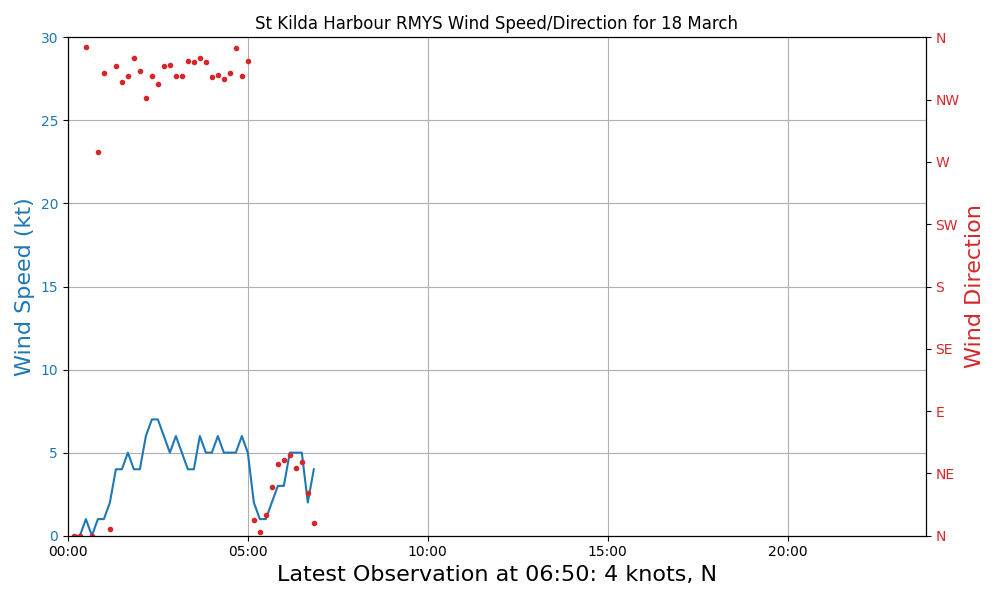 St Kilda Harbour RMYS Wind Speed/Direction for 18 March
30
25
20
15
10
5
0
Wind Speed (kt)
N
NW
W
SW
S
SE
E
NE
N
Wind Direction
00:00 05:00 10:00 15:00 20:00
Latest Observation at 06:50: 4 knots, N